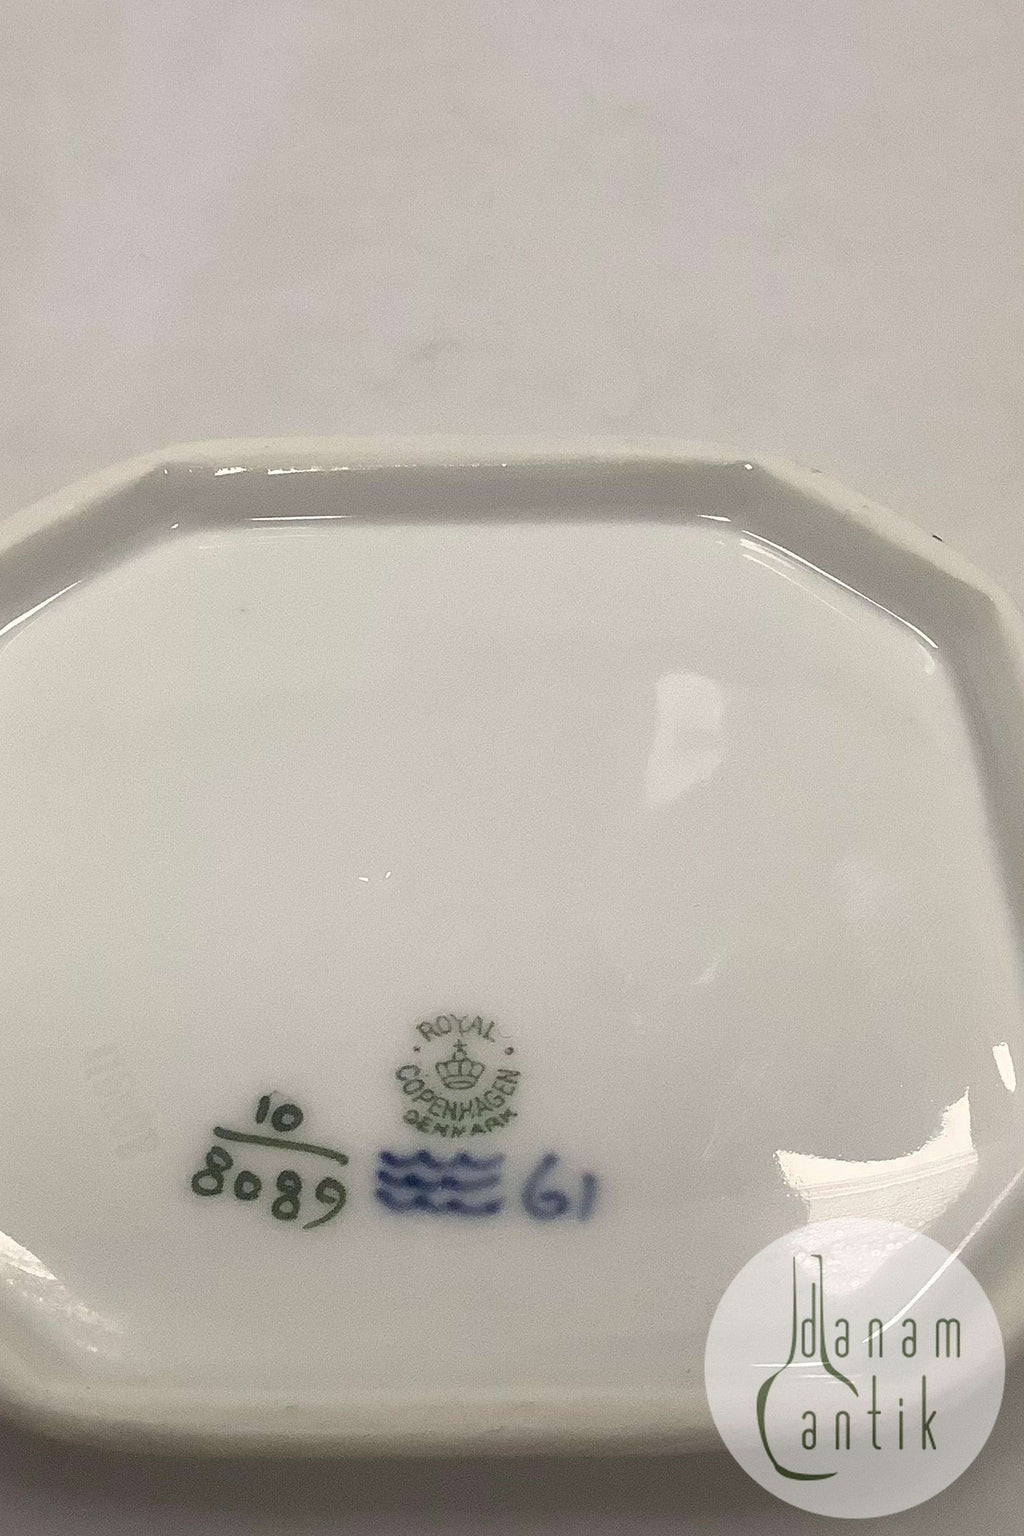 ROYAL
COPENHAGEN
DENMARK
10
8089
61
danam
antik